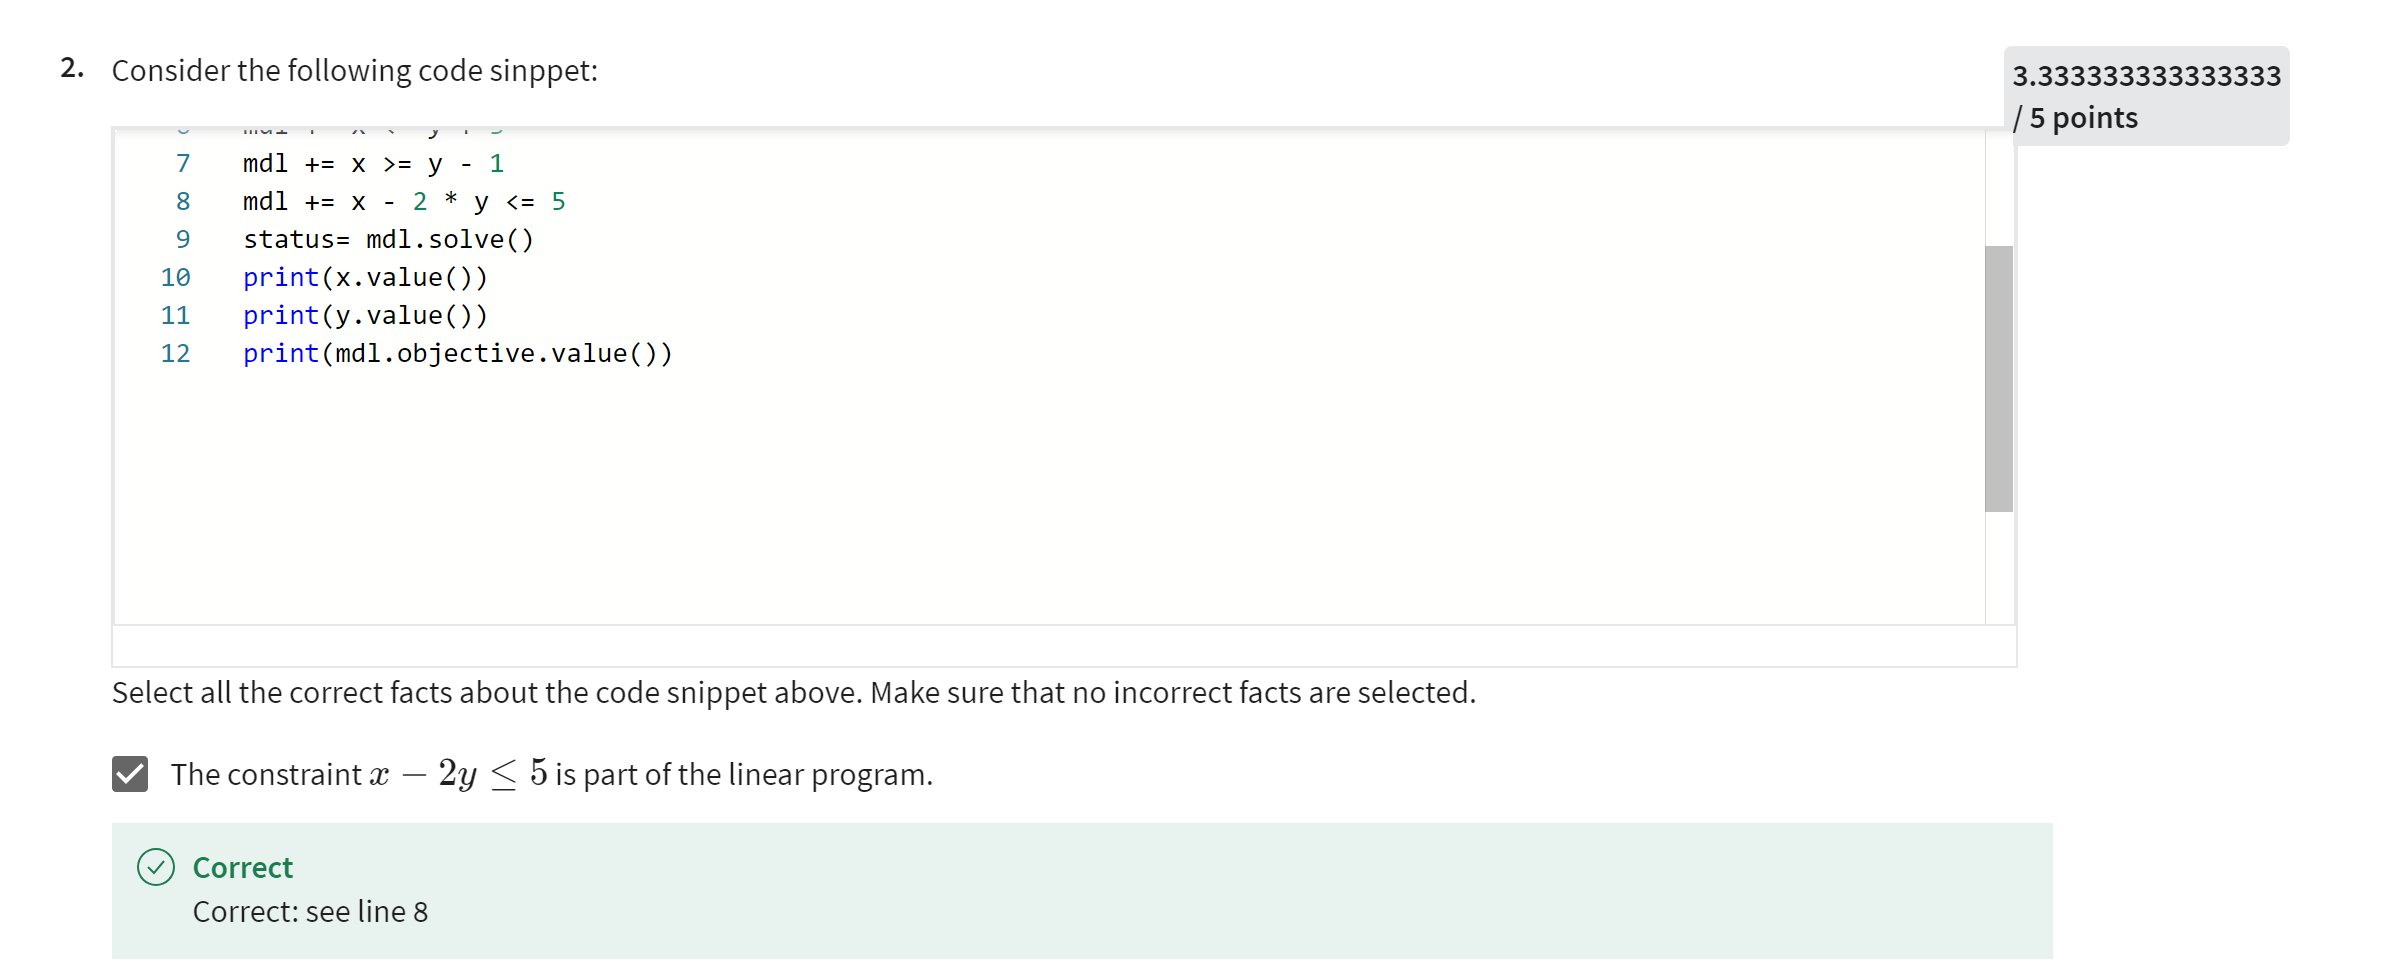 2. Consider the following code sinppet:
3.333333333333333
/ 5 points
7 mdl += x >= y - 1
8 mdl += x - 2 * y <= 5
9 status= mdl.solve()
10 print(x.value())
11 print(y.value())
12 print(mdl.objective.value())
Select all the correct facts about the code snippet above. Make sure that no incorrect facts are selected.
The constraint x − 2y ≤ 5 is part of the linear program.
Correct
Correct: see line 8